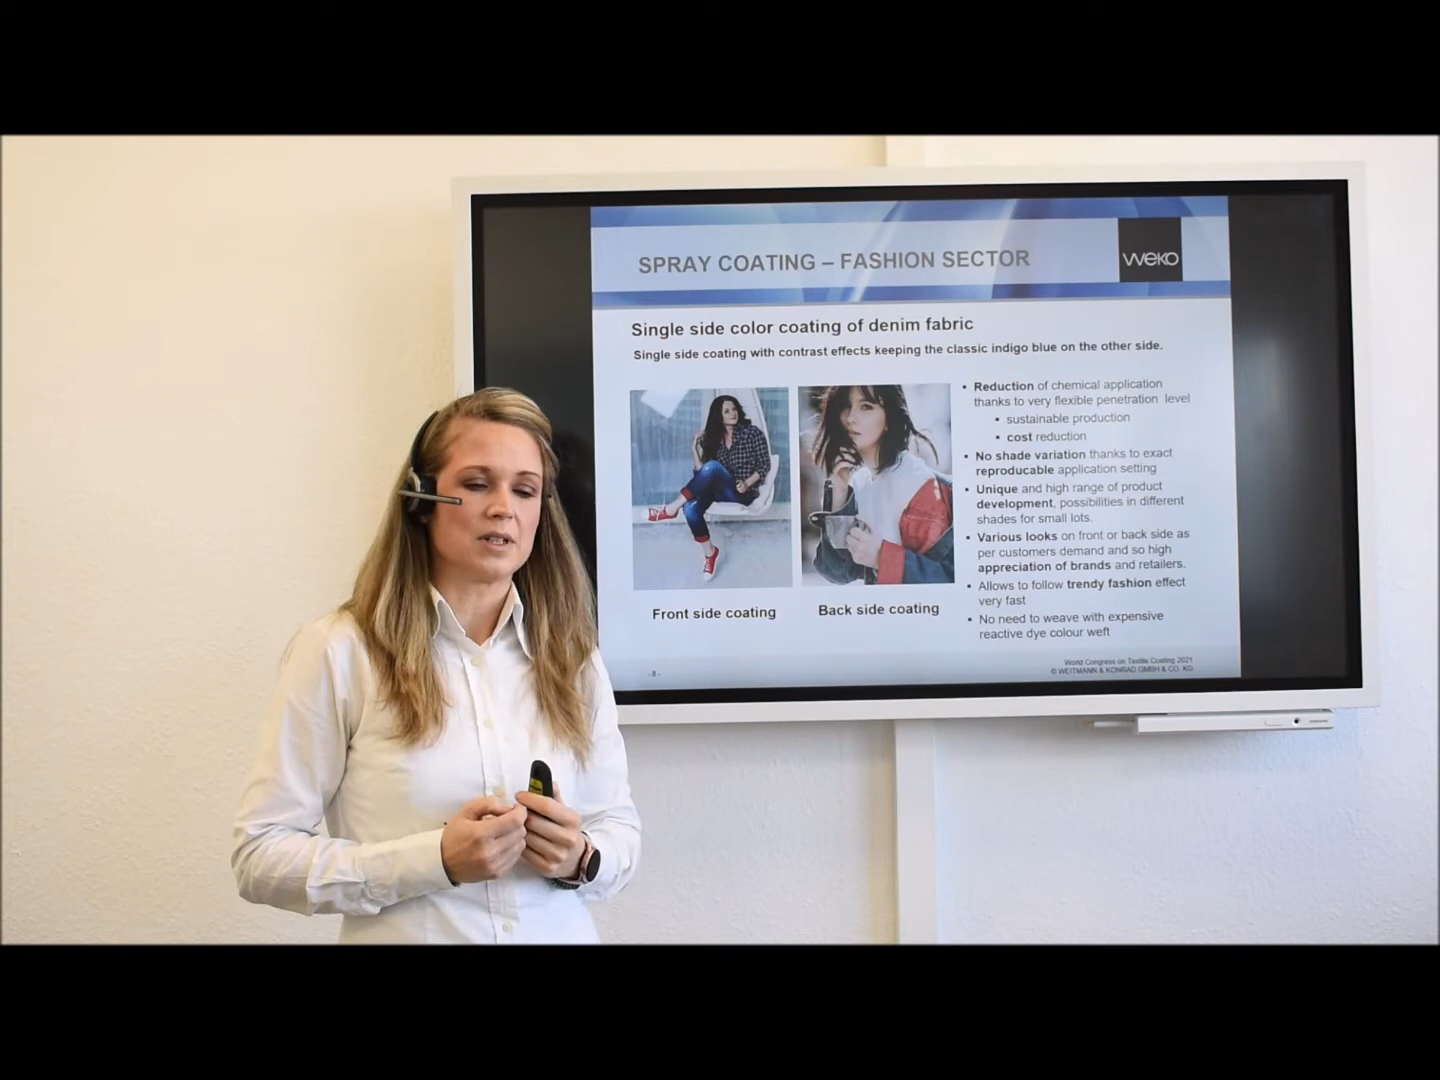 SPRAY COATING – FASHION SECTOR
weko
Single side color coating of denim fabric
Single side coating with contrast effects keeping the classic indigo blue on the other side.
▪ Reduction of chemical application
thanks to very flexible penetration level
▪ sustainable production
▪ cost reduction
▪ No shade variation thanks to exact
reproducable application setting
▪ Unique and high range of product
development, possibilities in different
shades for small lots.
▪ Various looks on front or back side as
per customers demand and so high
appreciation of brands and retailers.
▪ Allows to follow trendy fashion effect
very fast
▪ No need to weave with expensive
reactive dye colour weft
Front side coating
Back side coating
- 8 -
World Congress on Textile Coating 2021
© WEITMANN & KONRAD GMBH & CO. KG